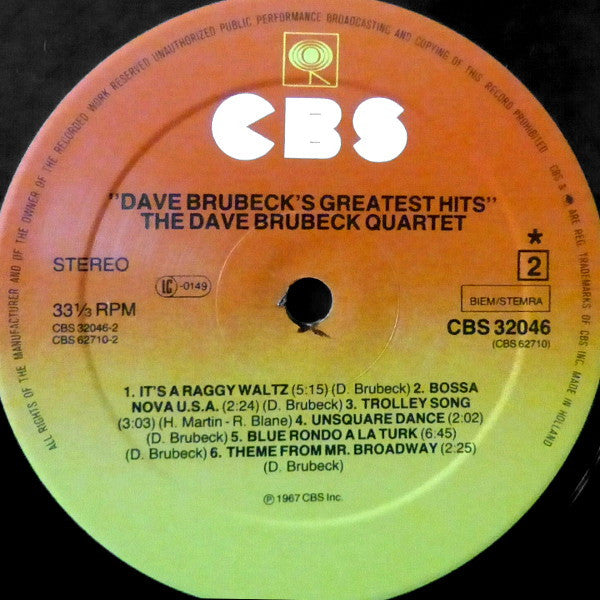 ALL RIGHTS OF THE MANUFACTURER AND OF THE OWNER OF THE RECORDED WORK RESERVED UNAUTHORIZED PUBLIC PERFORMANCE BROADCASTING AND COPYING OF THIS RECORD PROHIBITED CBS & ARE REG. TRADEMARKS OF CBS INC. MADE IN HOLLAND
CBS
"DAVE BRUBECK'S GREATEST HITS"
THE DAVE BRUBECK QUARTET
STEREO
LC -0149
33⅓ RPM
CBS 32046-2
CBS 62710-2
*
2
BIEM/STEMRA
CBS 32046
(CBS 62710)
1. IT'S A RAGGY WALTZ (5:15) (D. Brubeck) 2. BOSSA
NOVA U.S.A. (2:24) (D. Brubeck) 3. TROLLEY SONG
(3:03) (H. Martin - R. Blane) 4. UNSQUARE DANCE (2:02)
(D. Brubeck) 5. BLUE RONDO A LA TURK (6:45)
(D. Brubeck) 6. THEME FROM MR. BROADWAY (2:25)
(D. Brubeck)
℗ 1967 CBS Inc.